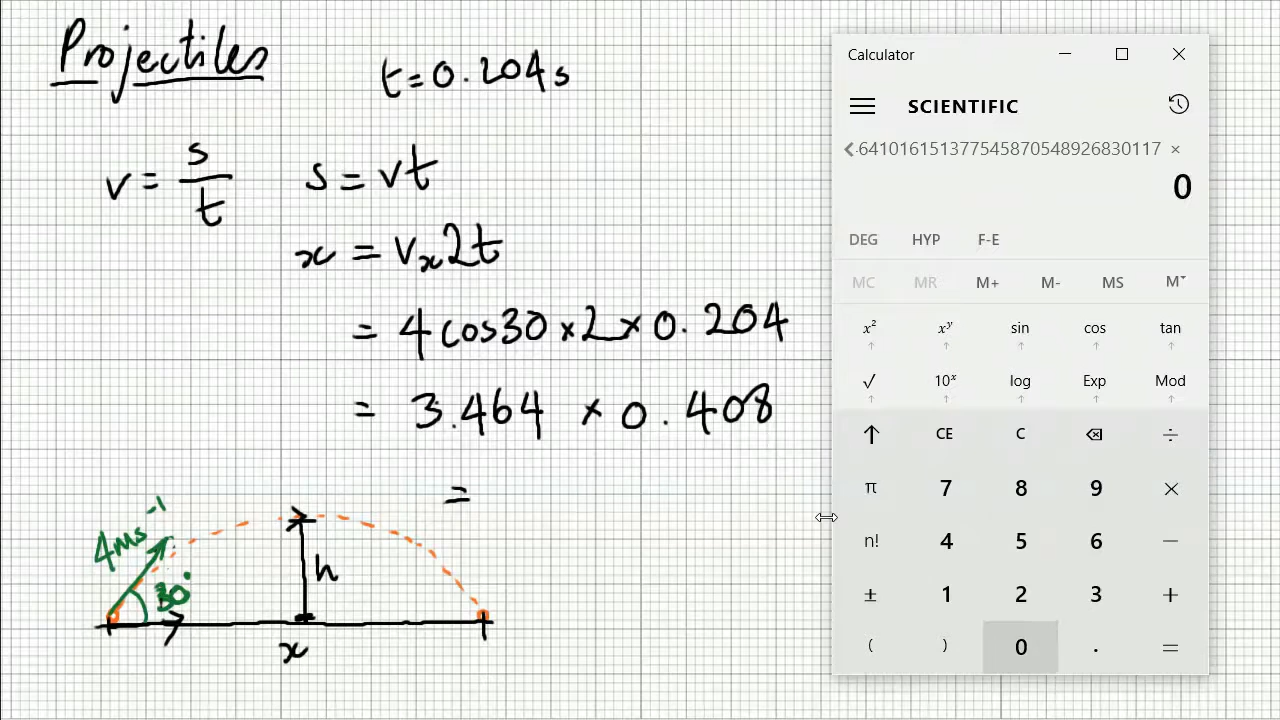 Projectiles
t=0.204s
v = s/t
s = vt
x = vₓ2t
= 4cos30×2×0.204
= 3.464 × 0.408
=
4ms⁻¹
30°
h
x
Calculator
SCIENTIFIC
.641016151377545870548926830117 ×
0
DEG HYP F-E
MC MR M+ M- MS M˅
x² xʸ sin cos tan
√ 10ˣ log Exp Mod
↑ CE C ⌫ ÷
π 7 8 9 ×
n! 4 5 6 −
± 1 2 3 +
( ) 0 . =